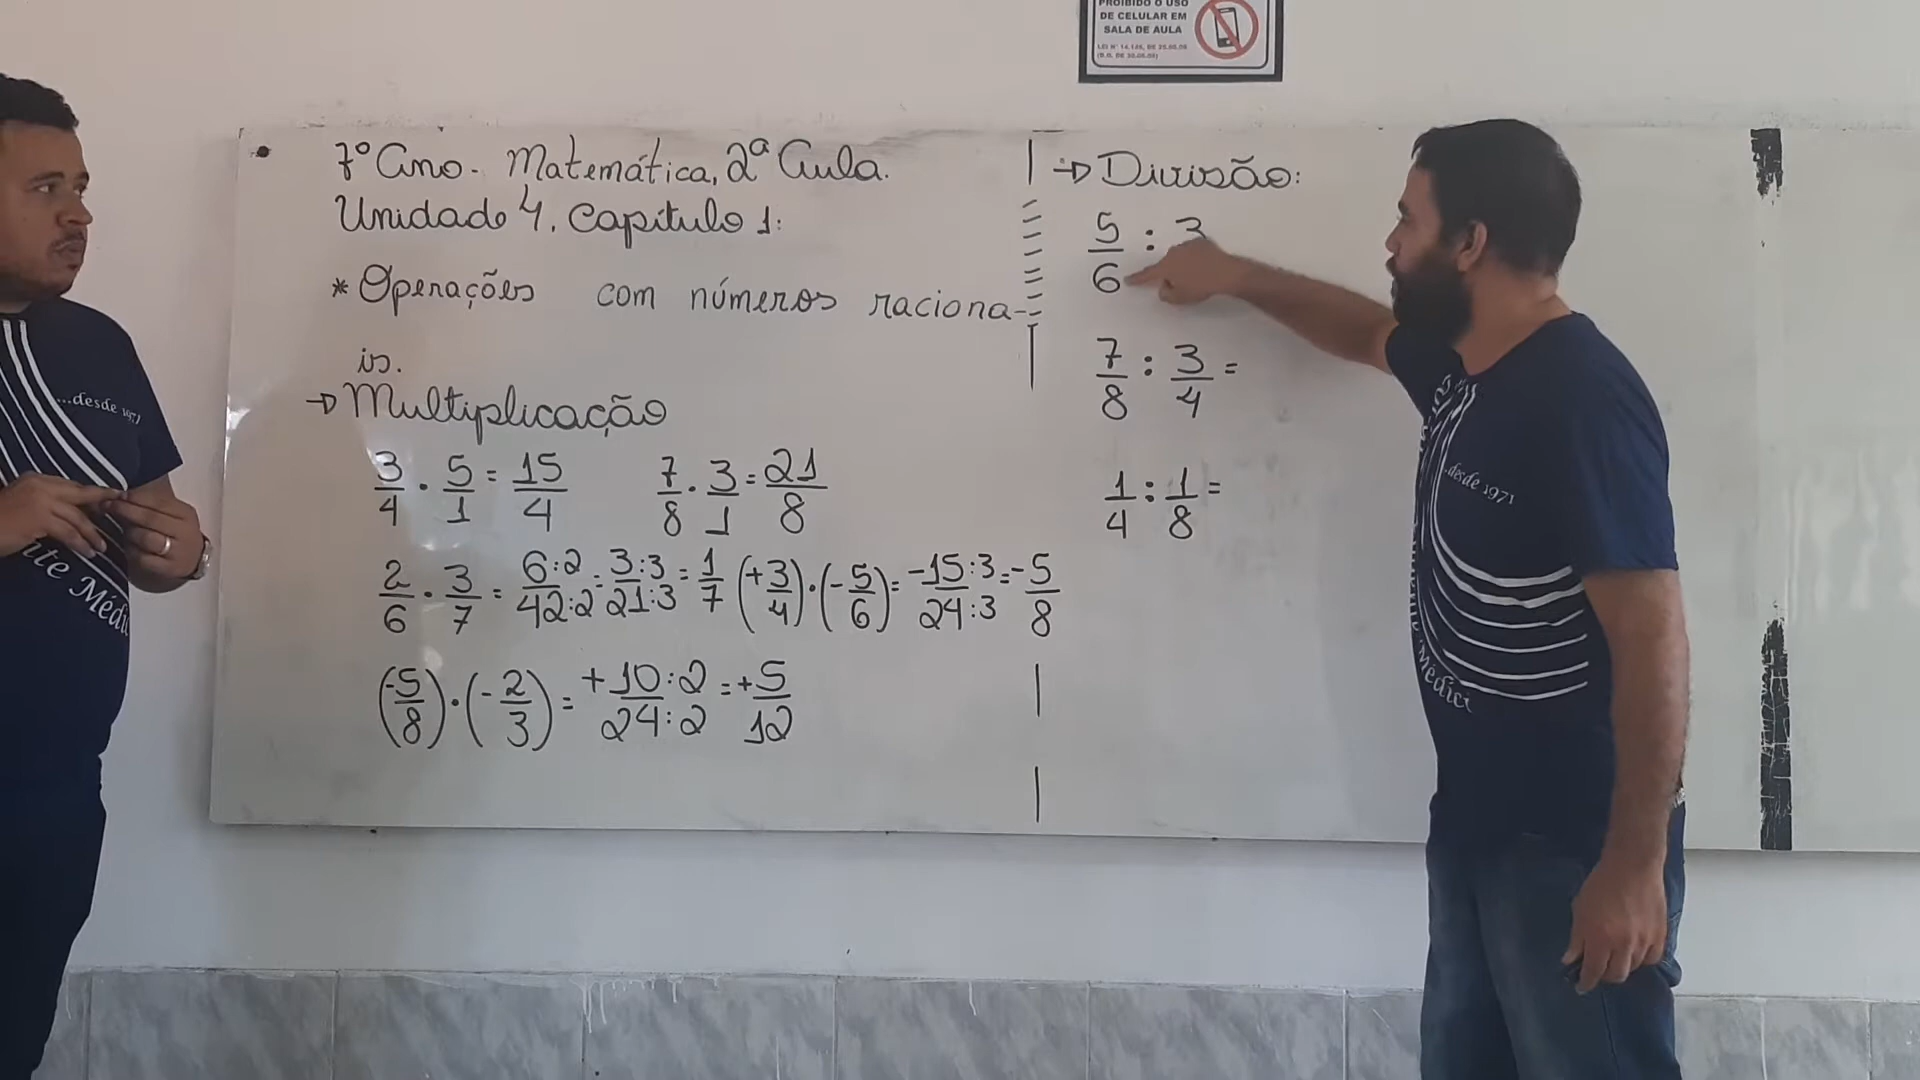 PROIBIDO O USO
DE CELULAR EM
SALA DE AULA
7º Ano - Matemática, 2ª Aula.
Unidade 4, Capítulo 1:
* Operações com números raciona-
is.
→ Multiplicação
3/4 . 5/1 = 15/4 7/8 . 3/1 = 21/8
2/6 . 3/7 = 6:2/42:2 = 3:3/21:3 = 1/7 (+3/4) . (-5/6) = -15:3/24:3 = -5/8
(-5/8) . (-2/3) = +10:2/24:2 = +5/12
→ Divisão:
5/6 : 3
7/8 : 3/4 =
1/4 : 1/8 =
...desde 1971
nte Médi
...desde 1971
Médici